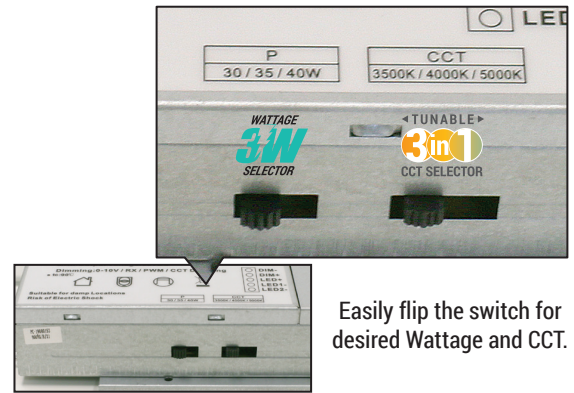 LED
P
30 / 35 / 40W
CCT
3500K / 4000K / 5000K
WATTAGE
3W
SELECTOR
TUNABLE
3in1
CCT SELECTOR
Dimming:0-10V / RX / PWM / CCT
DIM-
DIM+
LED+
LED1-
LED2-
Suitable for damp Locations
Risk of Electric Shock
P
CCT
Easily flip the switch for
desired Wattage and CCT.